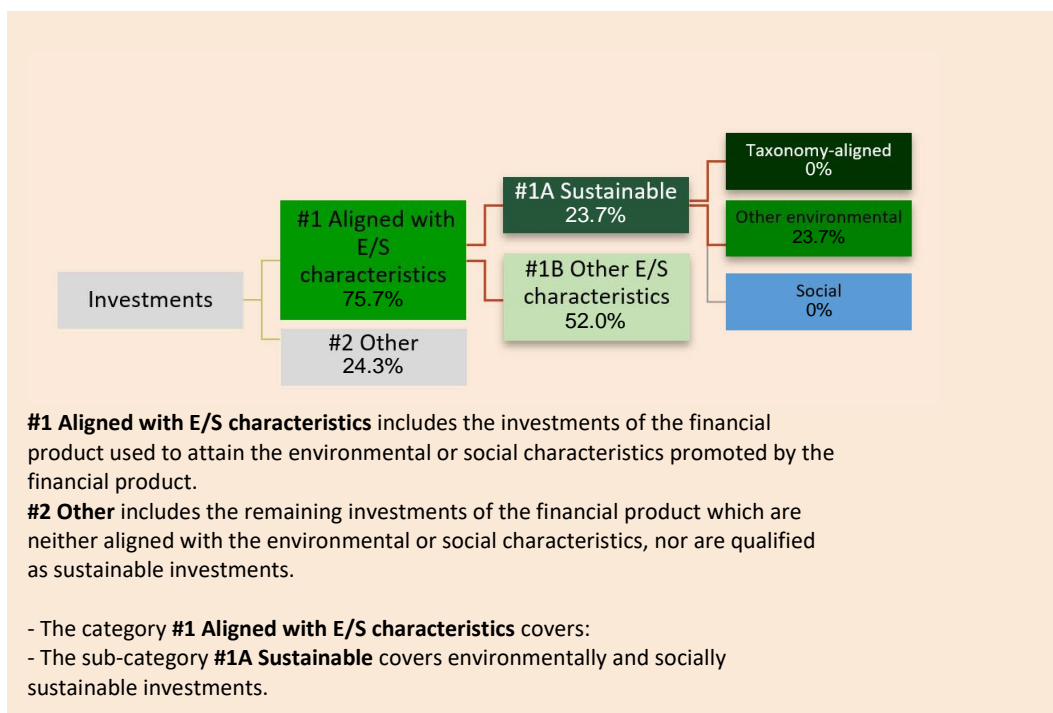 Investments
#1 Aligned with
E/S
characteristics
75.7%
#2 Other
24.3%
#1A Sustainable
23.7%
#1B Other E/S
characteristics
52.0%
Taxonomy-aligned
0%
Other environmental
23.7%
Social
0%
#1 Aligned with E/S characteristics includes the investments of the financial
product used to attain the environmental or social characteristics promoted by the
financial product.
#2 Other includes the remaining investments of the financial product which are
neither aligned with the environmental or social characteristics, nor are qualified
as sustainable investments.
- The category #1 Aligned with E/S characteristics covers:
- The sub-category #1A Sustainable covers environmentally and socially
sustainable investments.